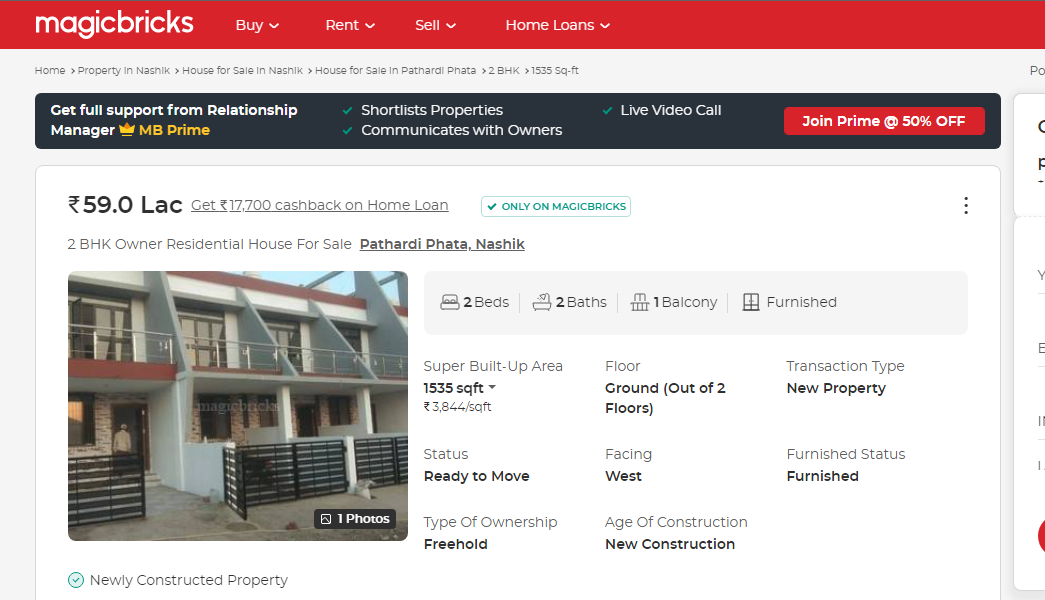 magicbricks
Buy
Rent
Sell
Home Loans
Home > Property in Nashik > House for Sale in Nashik > House for Sale in Pathardi Phata > 2 BHK > 1535 Sq-ft
Po
Get full support from Relationship
Manager MB Prime
Shortlists Properties
Communicates with Owners
Live Video Call
Join Prime @ 50% OFF
₹59.0 Lac Get ₹17,700 cashback on Home Loan
ONLY ON MAGICBRICKS
2 BHK Owner Residential House For Sale Pathardi Phata, Nashik
magicbricks
1 Photos
2 Beds
2 Baths
1 Balcony
Furnished
Super Built-Up Area
1535 sqft
₹3,844/sqft
Floor
Ground (Out of 2
Floors)
Transaction Type
New Property
Status
Ready to Move
Facing
West
Furnished Status
Furnished
Type Of Ownership
Freehold
Age Of Construction
New Construction
Newly Constructed Property